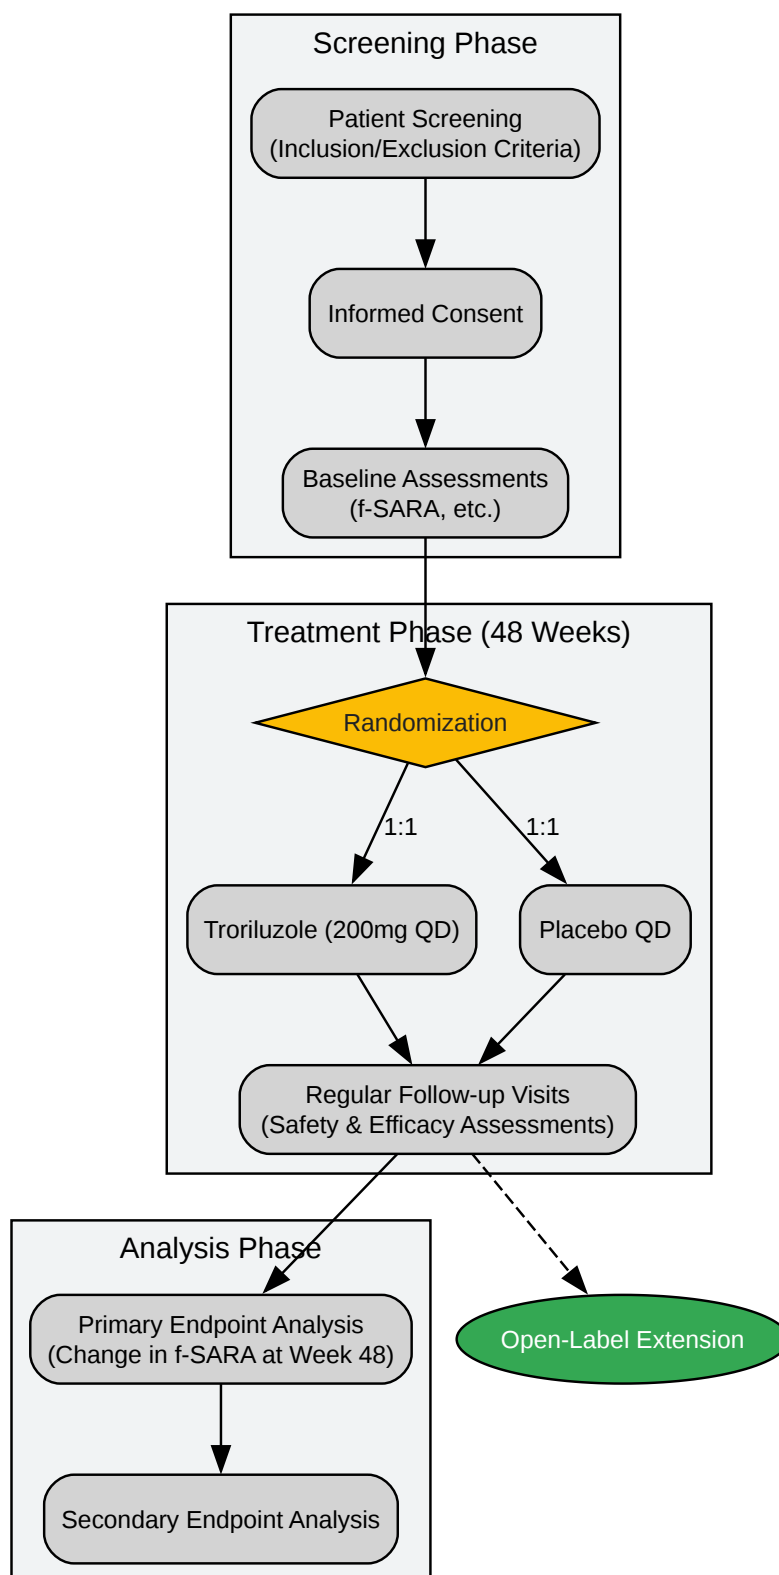 Screening Phase
Patient Screening
(Inclusion/Exclusion Criteria)
Informed Consent
Baseline Assessments
(f-SARA, etc.)
Treatment Phase (48 Weeks)
Randomization
1:1
1:1
Troriluzole (200mg QD)
Placebo QD
Regular Follow-up Visits
(Safety & Efficacy Assessments)
Analysis Phase
Primary Endpoint Analysis
(Change in f-SARA at Week 48)
Open-Label Extension
Secondary Endpoint Analysis